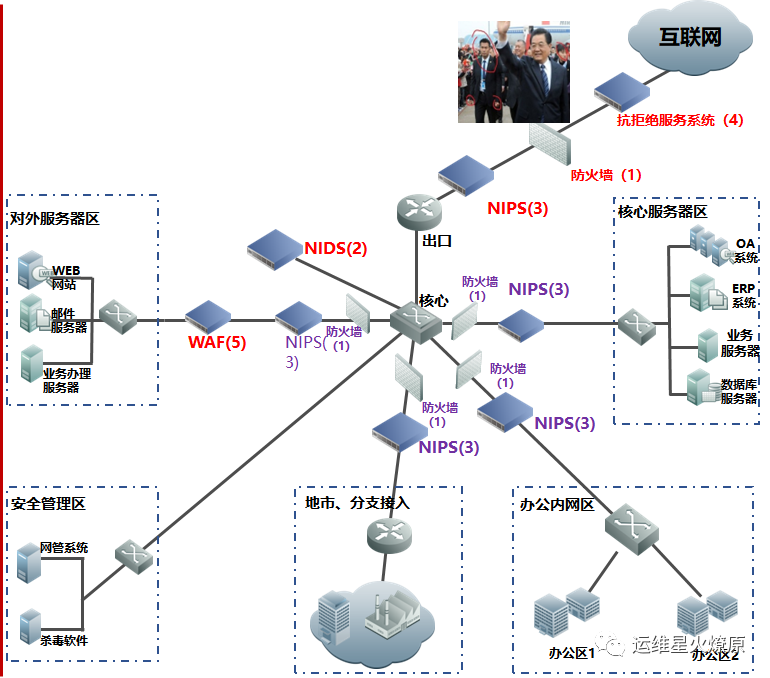 互联网
抗拒绝服务系统（4）
防火墙（1）
NIPS(3)
出口
对外服务器区
WEB
网站
邮件
服务器
业务办理
服务器
NIDS(2)
WAF(5)
NIPS(
3)
防火墙
(1)
核心
防火墙
(1)
NIPS(3)
核心服务器区
OA
系统
ERP
系统
业务
服务器
数据库
服务器
防火墙
(1)
NIPS(3)
防火墙
(1)
NIPS(3)
安全管理区
网管系统
杀毒软件
地市、分支接入
办公内网区
办公区1
办公区2
运维星火燎原